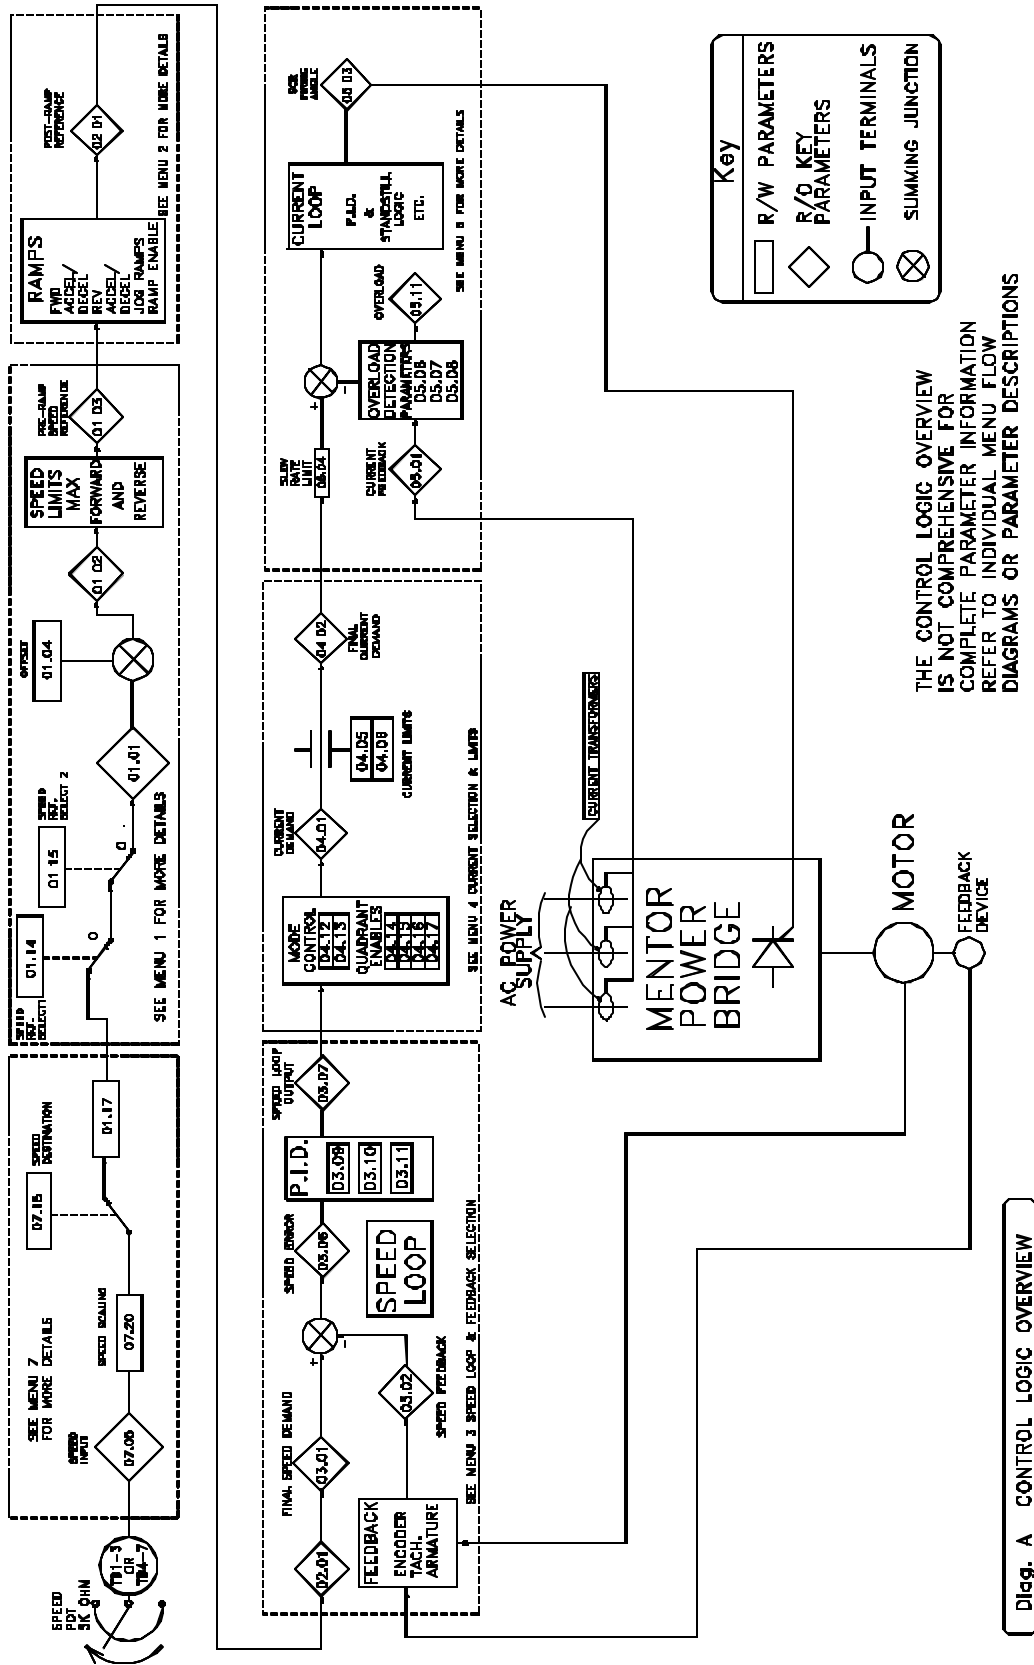 SPEED
POT
5K OHM
TB1-3
OR
TB4-7
SEE MENU 7
FOR MORE DETAILS
SPEED
INPUT
07.06
SPEED SCALING
07.20
07.15
SPEED
DESTINATION
01.17
SPEED
REF.
SELECT1
01.14
01 15
SPEED
REF.
SELECT 2
SEE MENU 1 FOR MORE DETAILS
01.01
OFFSET
01.04
01 02
SPEED
LIMITS
MAX
FORWARD
AND
REVERSE
PRE-RAMP
SPEED
REFERENCE
01 03
RAMPS
FWD
ACCEL/
DECEL
REV
ACCEL/
DECEL
JOG RAMPS
RAMP ENABLE
POST-RAMP
REFERENCE
02 01
SEE MENU 2 FOR MORE DETAILS
02.01
FINAL SPEED DEMAND
03.01
FEEDBACK
ENCODER
TACH.
ARMATURE
+
-
03.02
SPEED FEEDBACK
SPEED ERROR
03.06
SPEED
LOOP
P.I.D.
03.09
03.10
03.11
SPEED LOOP
OUTPUT
03.07
SEE MENU 3 SPEED LOOP & FEEDBACK SELECTION
MODE
CONTROL
04.12
04.13
QUADRANT
ENABLES
04.14
04.15
04.16
04.17
CURRENT
DEMAND
04.01
04.05
04.06
CURRENT LIMITS
04 02
FINAL
CURRENT
DEMAND
SEE MENU 4 CURRENT SELECTION & LIMITS
SLEW
RATE
LIMIT
05.04
CURRENT
FEEDBACK
05.01
+
-
OVERLOAD
DETECTION
PARAMETERS
05.06
05.07
05.08
OVERLOAD
05.11
CURRENT
LOOP
P.I.D.
&
STANDSTILL
LOGIC
ETC.
SCR
FIRING
ANGLE
05 03
SEE MENU 5 FOR MORE DETAILS
AC POWER
SUPPLY
CURRENT TRANSFORMERS
MENTOR
POWER
BRIDGE
MOTOR
FEEDBACK
DEVICE
Key
R/W PARAMETERS
R/O KEY
PARAMETERS
INPUT TERMINALS
SUMMING JUNCTION
THE CONTROL LOGIC OVERVIEW
IS NOT COMPREHENSIVE FOR
COMPLETE PARAMETER INFORMATION
REFER TO INDIVIDUAL MENU FLOW
DIAGRAMS OR PARAMETER DESCRIPTIONS
Diag. A CONTROL LOGIC OVERVIEW